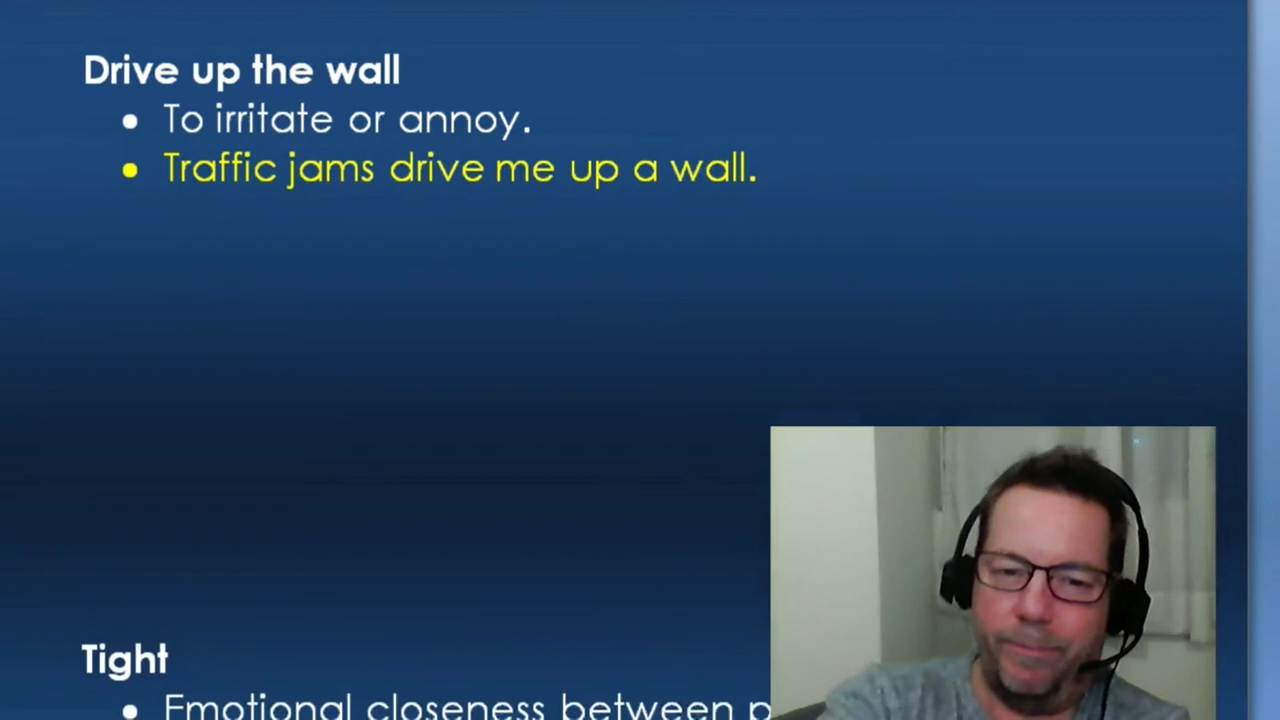 Drive up the wall
• To irritate or annoy.
• Traffic jams drive me up a wall.
Tight
• Emotional closeness between